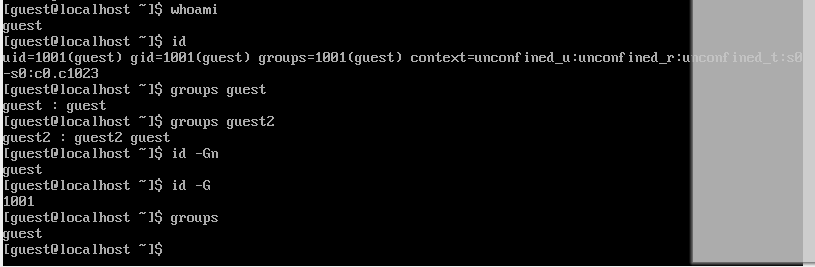 [guest@localhost ~]$ whoami
guest
[guest@localhost ~]$ id
uid=1001(guest) gid=1001(guest) groups=1001(guest) context=unconfined_u:unconfined_r:unconfined_t:s0
-s0:c0.c1023
[guest@localhost ~]$ groups guest
guest : guest
[guest@localhost ~]$ groups guest2
guest2 : guest2 guest
[guest@localhost ~]$ id -Gn
guest
[guest@localhost ~]$ id -G
1001
[guest@localhost ~]$ groups
guest
[guest@localhost ~]$